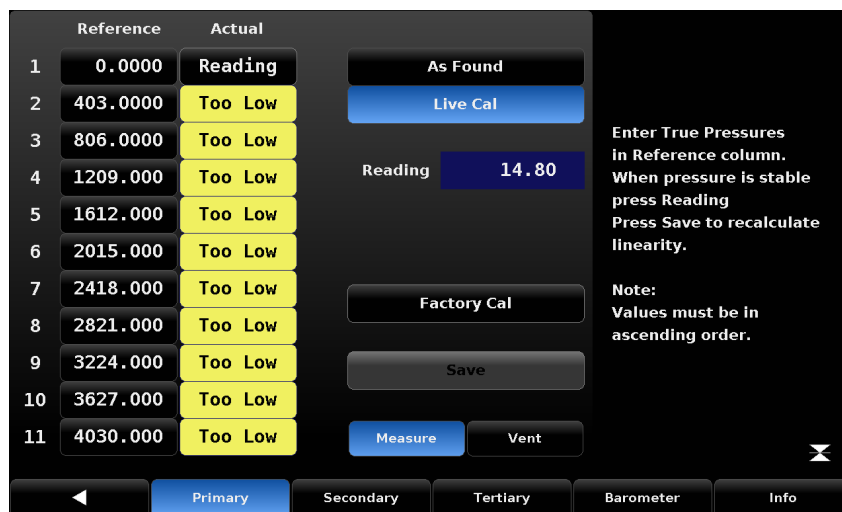 Reference Actual
1 0.0000 Reading As Found
2 403.0000 Too Low Live Cal
3 806.0000 Too Low
4 1209.000 Too Low Reading 14.80
5 1612.000 Too Low
6 2015.000 Too Low
7 2418.000 Too Low
8 2821.000 Too Low
9 3224.000 Too Low
10 3627.000 Too Low
11 4030.000 Too Low
Factory Cal
Save
Measure Vent
Enter True Pressures
in Reference column.
When pressure is stable
press Reading
Press Save to recalculate
linearity.
Note:
Values must be in
ascending order.
Primary Secondary Tertiary Barometer Info